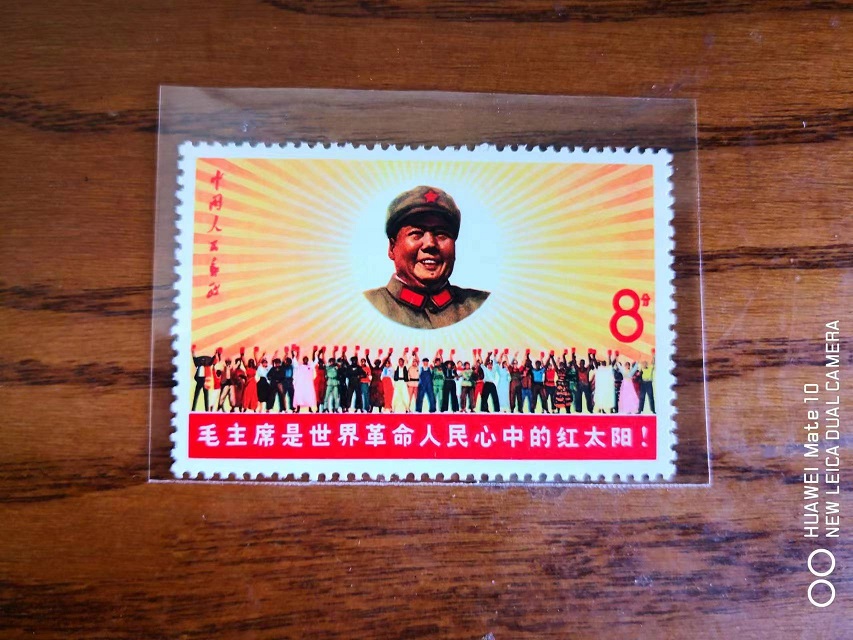 中国人民邮政
8分
毛主席是世界革命人民心中的红太阳！
HUAWEI Mate 10
NEW LEICA DUAL CAMERA